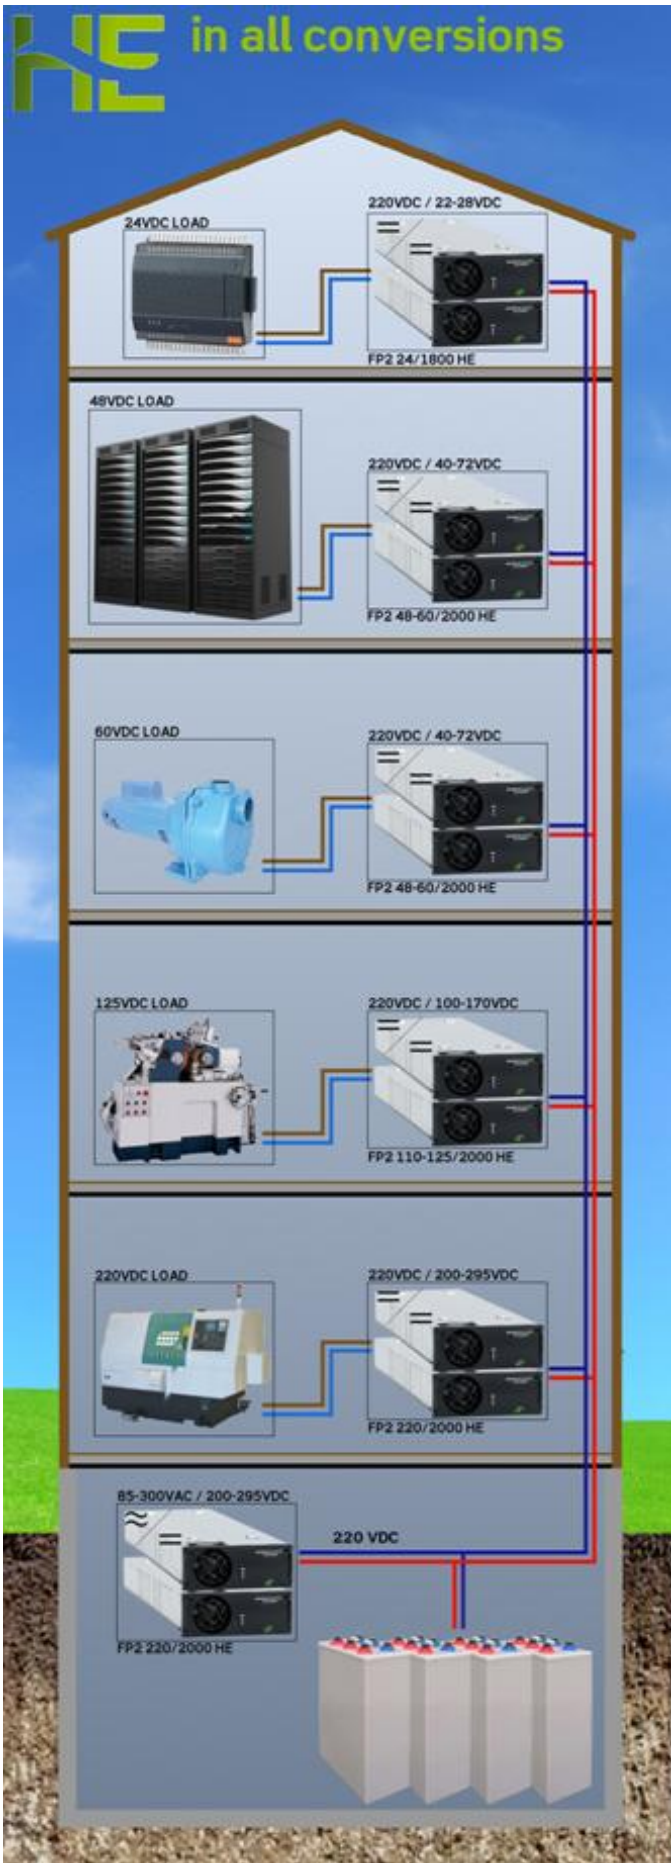 HE in all conversions
24VDC LOAD
220VDC / 22-28VDC
FP2 24/1800 HE
48VDC LOAD
220VDC / 40-72VDC
FP2 48-60/2000 HE
60VDC LOAD
220VDC / 40-72VDC
FP2 48-60/2000 HE
125VDC LOAD
220VDC / 100-170VDC
FP2 110-125/2000 HE
220VDC LOAD
220VDC / 200-295VDC
FP2 220/2000 HE
85-300VAC / 200-295VDC
220 VDC
FP2 220/2000 HE